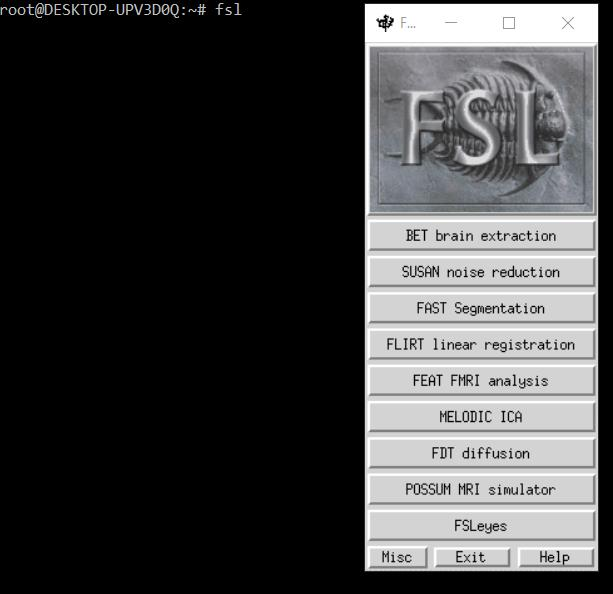 root@DESKTOP-UPV3D0Q:~# fsl
F...
FSL
BET brain extraction
SUSAN noise reduction
FAST Segmentation
FLIRT linear registration
FEAT FMRI analysis
MELODIC ICA
FDT diffusion
POSSUM MRI simulator
FSLeyes
Misc Exit Help